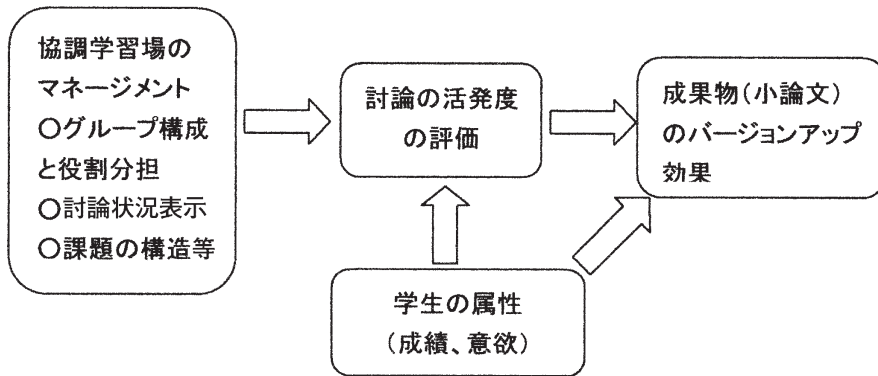 協調学習場の
マネージメント
○グループ構成
と役割分担
○討論状況表示
○課題の構造等
討論の活発度
の評価
成果物(小論文)
のバージョンアップ
効果
学生の属性
(成績、意欲)